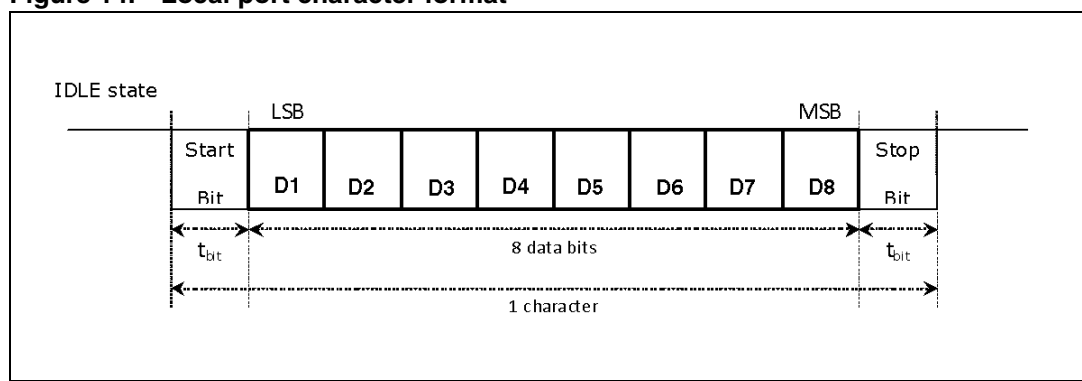 Figure Local port character format
IDLE state
LSB MSB
Start Stop
Bit D1 D2 D3 D4 D5 D6 D7 D8 Bit
tbit 8 data bits tbit
1 character